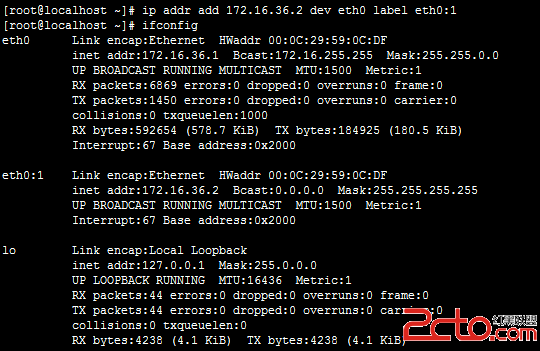 [root@localhost ~]# ip addr add 172.16.36.2 dev eth0 label eth0:1
[root@localhost ~]# ifconfig
eth0 Link encap:Ethernet HWaddr 00:0C:29:59:0C:DF
inet addr:172.16.36.1 Bcast:172.16.255.255 Mask:255.255.0.0
UP BROADCAST RUNNING MULTICAST MTU:1500 Metric:1
RX packets:6869 errors:0 dropped:0 overruns:0 frame:0
TX packets:1450 errors:0 dropped:0 overruns:0 carrier:0
collisions:0 txqueuelen:1000
RX bytes:592654 (578.7 KiB) TX bytes:184925 (180.5 KiB)
Interrupt:67 Base address:0x2000
eth0:1 Link encap:Ethernet HWaddr 00:0C:29:59:0C:DF
inet addr:172.16.36.2 Bcast:0.0.0.0 Mask:255.255.255.255
UP BROADCAST RUNNING MULTICAST MTU:1500 Metric:1
Interrupt:67 Base address:0x2000
lo Link encap:Local Loopback
inet addr:127.0.0.1 Mask:255.0.0.0
UP LOOPBACK RUNNING MTU:16436 Metric:1
RX packets:44 errors:0 dropped:0 overruns:0 frame:0
TX packets:44 errors:0 dropped:0 overruns:0 carrier:0
collisions:0 txqueuelen:0
RX bytes:4238 (4.1 KiB) TX bytes:4238 (4.1 KiB)
2cto.com